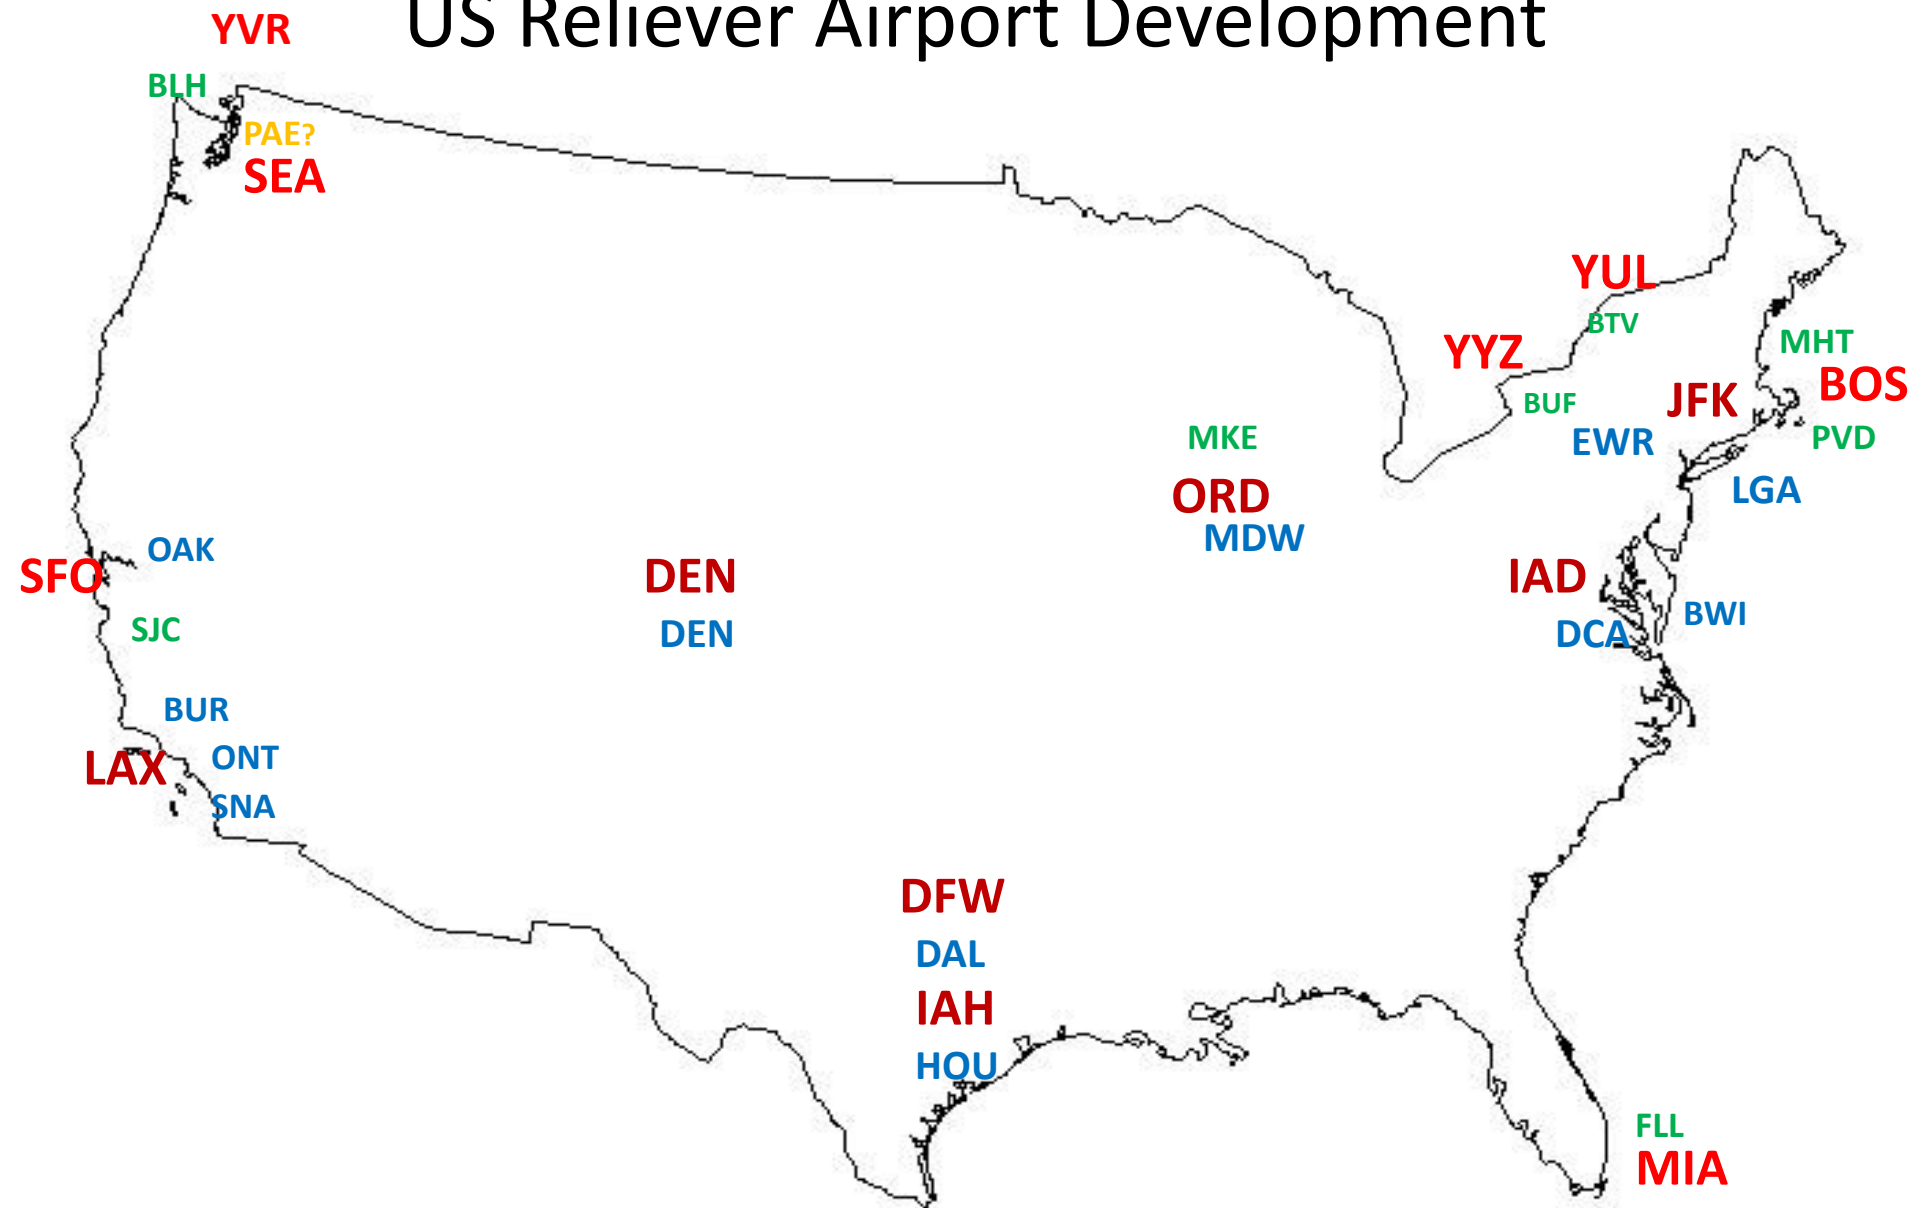 US Reliever Airport Development
YVR
BLH
PAE?
SEA
YUL
BTV
MHT
YYZ
BOS
JFK
BUF
MKE
EWR
PVD
ORD
LGA
MDW
OAK
SFO
DEN
IAD
SJC
DEN
DCA
BWI
BUR
ONT
LAX
SNA
DFW
DAL
IAH
HOU
FLL
MIA